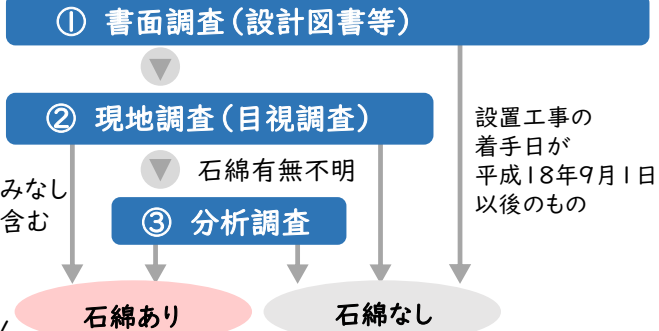 ① 書面調査（設計図書等）
② 現地調査（目視調査）
設置工事の
着手日が
平成18年9月1日
以後のもの
石綿有無不明
みなし
含む
③ 分析調査
石綿あり
石綿なし